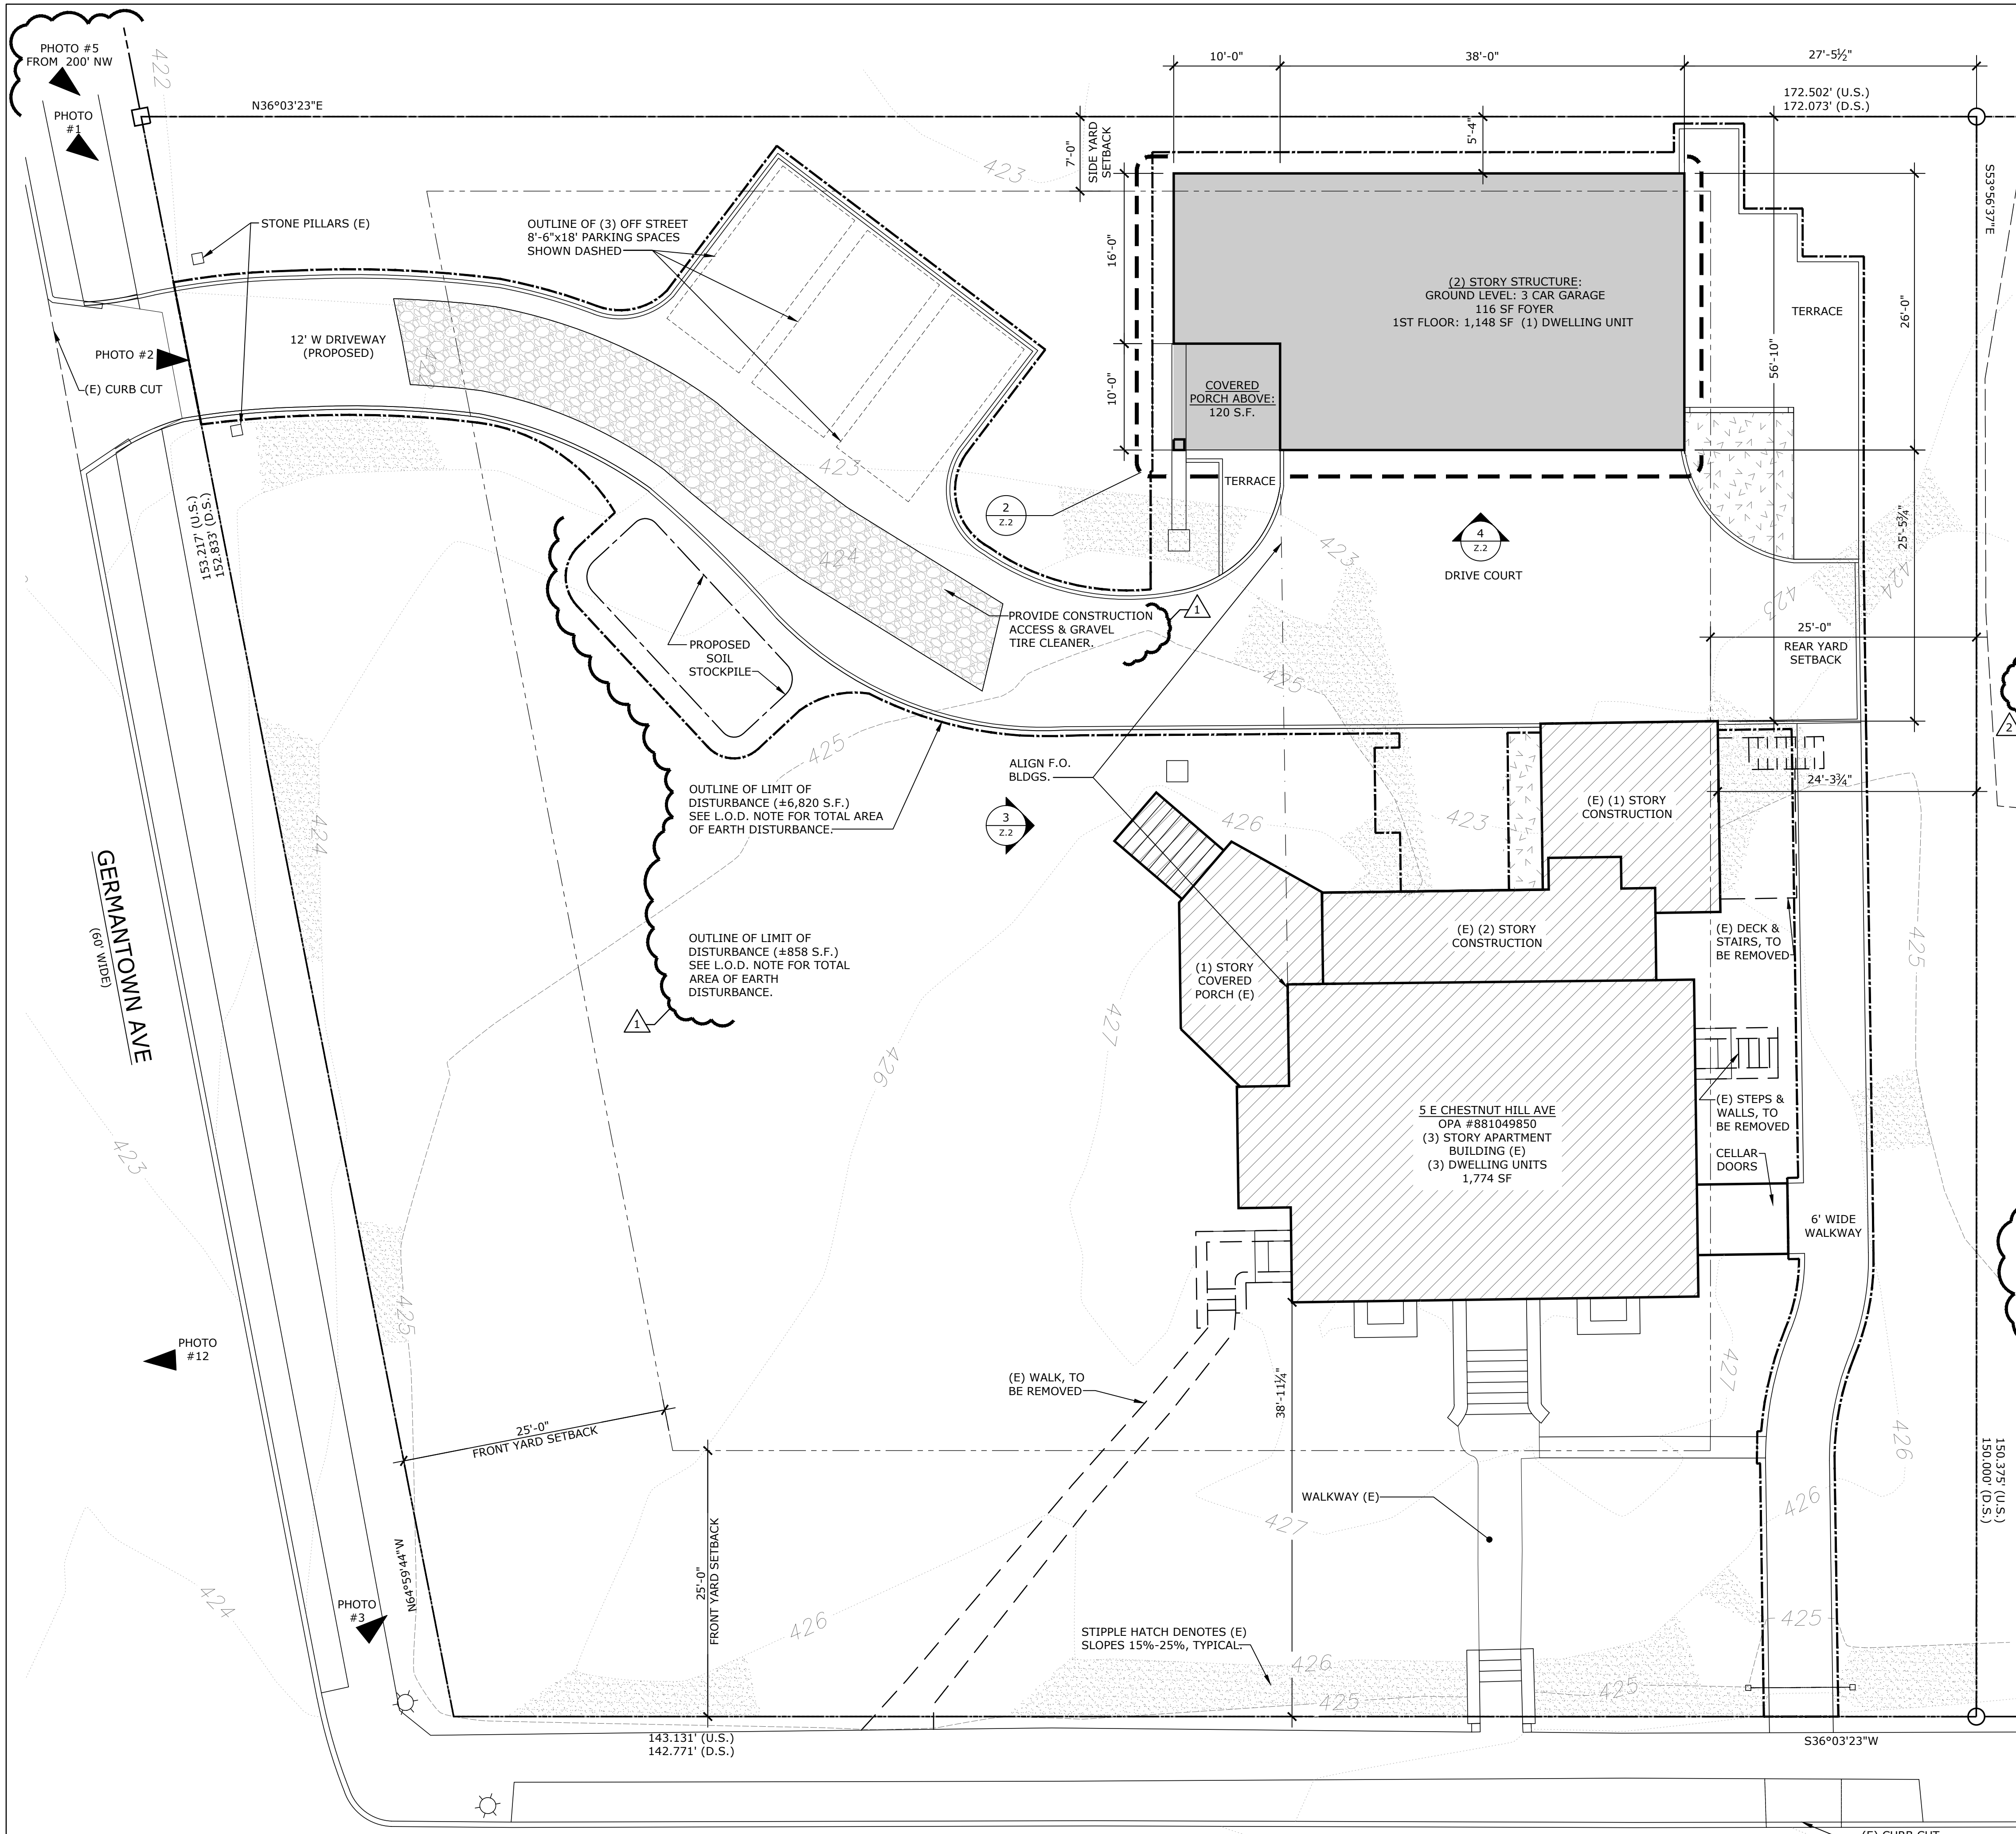 PHOTO #5
FROM 200' NW
PHOTO
#1
422
N36°03'23"E
10'-0"
38'-0"
27'-5½"
172.502' (U.S.)
172.073' (D.S.)
7'-0"
SIDE YARD
SETBACK
5'-4"
423
S53°56'37"E
STONE PILLARS (E)
OUTLINE OF (3) OFF STREET
8'-6"x18' PARKING SPACES
SHOWN DASHED
16'-0"
(2) STORY STRUCTURE:
GROUND LEVEL: 3 CAR GARAGE
116 SF FOYER
1ST FLOOR: 1,148 SF (1) DWELLING UNIT
TERRACE
26'-0"
56'-10"
12' W DRIVEWAY
(PROPOSED)
PHOTO #2
(E) CURB CUT
10'-0"
COVERED
PORCH ABOVE:
120 S.F.
423
TERRACE
2
Z.2
4
Z.2
DRIVE COURT
25'-5¾"
153.217' (U.S.)
152.833' (D.S.)
424
423
424
423
PROVIDE CONSTRUCTION
ACCESS & GRAVEL
TIRE CLEANER.
1
PROPOSED
SOIL
STOCKPILE
25'-0"
REAR YARD
SETBACK
425
425
2
ALIGN F.O.
BLDGS.
24'-3¾"
OUTLINE OF LIMIT OF
DISTURBANCE (±6,820 S.F.)
SEE L.O.D. NOTE FOR TOTAL AREA
OF EARTH DISTURBANCE.
3
Z.2
426
423
(E) (1) STORY
CONSTRUCTION
424
GERMANTOWN AVE
(60' WIDE)
OUTLINE OF LIMIT OF
DISTURBANCE (±858 S.F.)
SEE L.O.D. NOTE FOR TOTAL
AREA OF EARTH
DISTURBANCE.
1
(1) STORY
COVERED
PORCH (E)
(E) (2) STORY
CONSTRUCTION
(E) DECK &
STAIRS, TO
BE REMOVED
425
427
426
5 E CHESTNUT HILL AVE
OPA #881049850
(3) STORY APARTMENT
BUILDING (E)
(3) DWELLING UNITS
1,774 SF
(E) STEPS &
WALLS, TO
BE REMOVED
CELLAR
DOORS
6' WIDE
WALKWAY
423
425
PHOTO
#12
(E) WALK, TO
BE REMOVED
38'-11¼"
427
25'-0"
FRONT YARD SETBACK
426
WALKWAY (E)
427
426
150.375' (U.S.)
150.000' (D.S.)
N64°59'44"W
25'-0"
FRONT YARD SETBACK
424
PHOTO
#3
426
STIPPLE HATCH DENOTES (E)
SLOPES 15%-25%, TYPICAL
425
426
425
425
143.131' (U.S.)
142.771' (D.S.)
S36°03'23"W
(E) CURB CUT